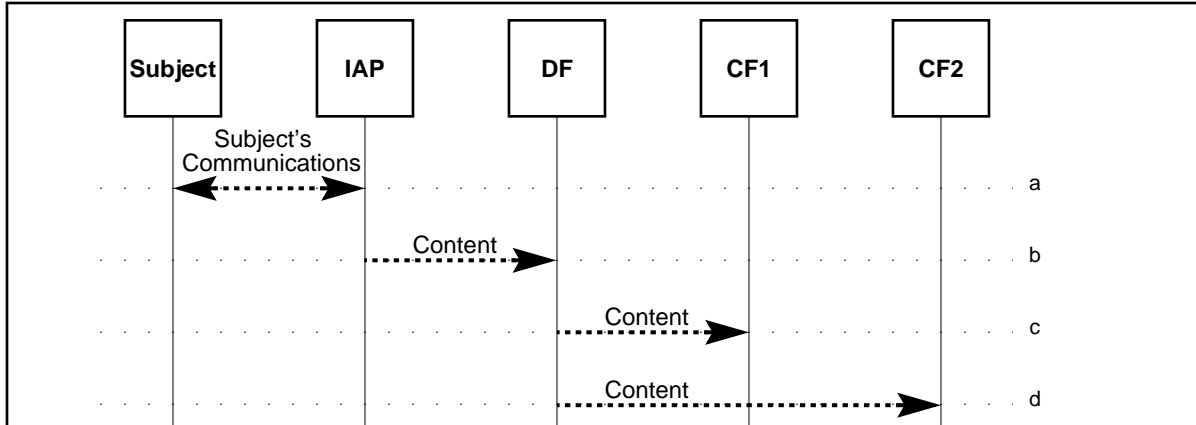 Subject
IAP
DF
CF1
CF2
Subject's
Communications
a
Content
b
Content
c
Content
d